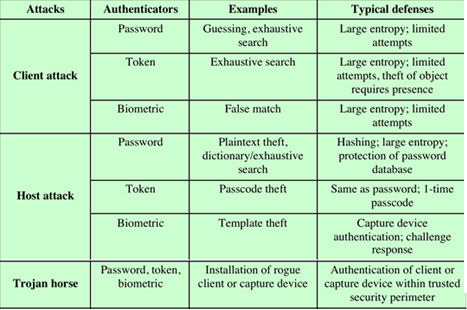 Attacks Authenticators Examples Typical defenses
Client attack
Password
Guessing, exhaustive
search
Large entropy; limited
attempts
Token
Exhaustive search
Large entropy; limited
attempts, theft of object
requires presence
Biometric
False match
Large entropy; limited
attempts
Host attack
Password
Plaintext theft,
dictionary/exhaustive
search
Hashing; large entropy;
protection of password
database
Token
Passcode theft
Same as password; 1-time
passcode
Biometric
Template theft
Capture device
authentication; challenge
response
Trojan horse
Password, token,
biometric
Installation of rogue
client or capture device
Authentication of client or
capture device within trusted
security perimeter